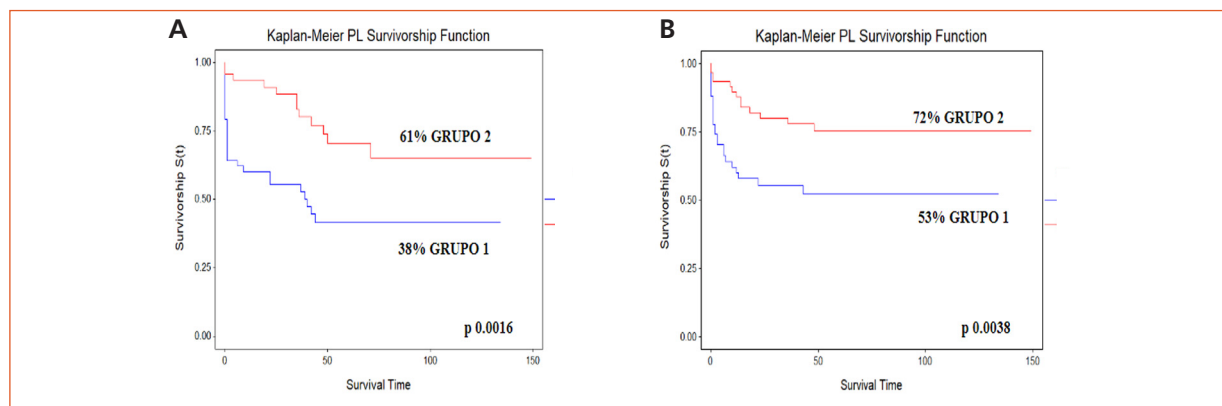 A
Kaplan-Meier PL Survivorship Function
1.00
0.75
0.50
0.25
0.00
Survivorship S(t)
61% GRUPO 2
38% GRUPO 1
p 0.0016
0
50
100
150
Survival Time
B
Kaplan-Meier PL Survivorship Function
1.00
0.75
0.50
0.25
0.00
Survivorship S(t)
72% GRUPO 2
53% GRUPO 1
p 0.0038
0
50
100
150
Survival Time